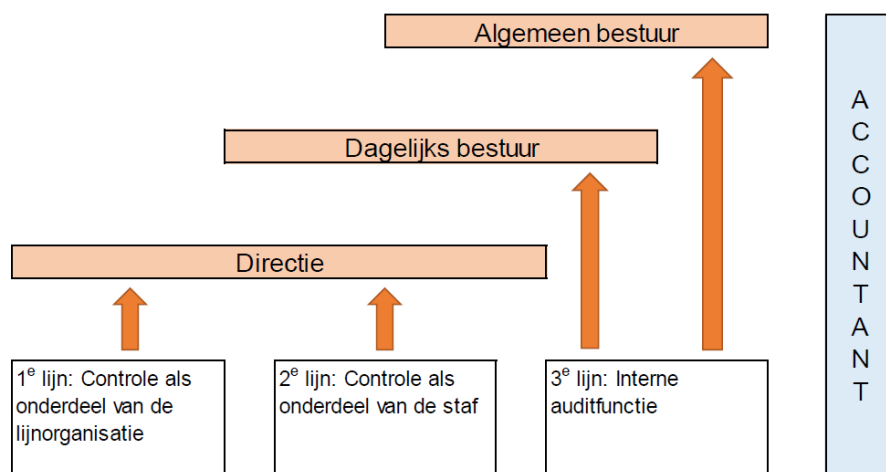 Algemeen bestuur
Dagelijks bestuur
Directie
1e lijn: Controle als
onderdeel van de
lijnorganisatie
2e lijn: Controle als
onderdeel van de staf
3e lijn: Interne
auditfunctie
A
C
C
O
U
N
T
A
N
T